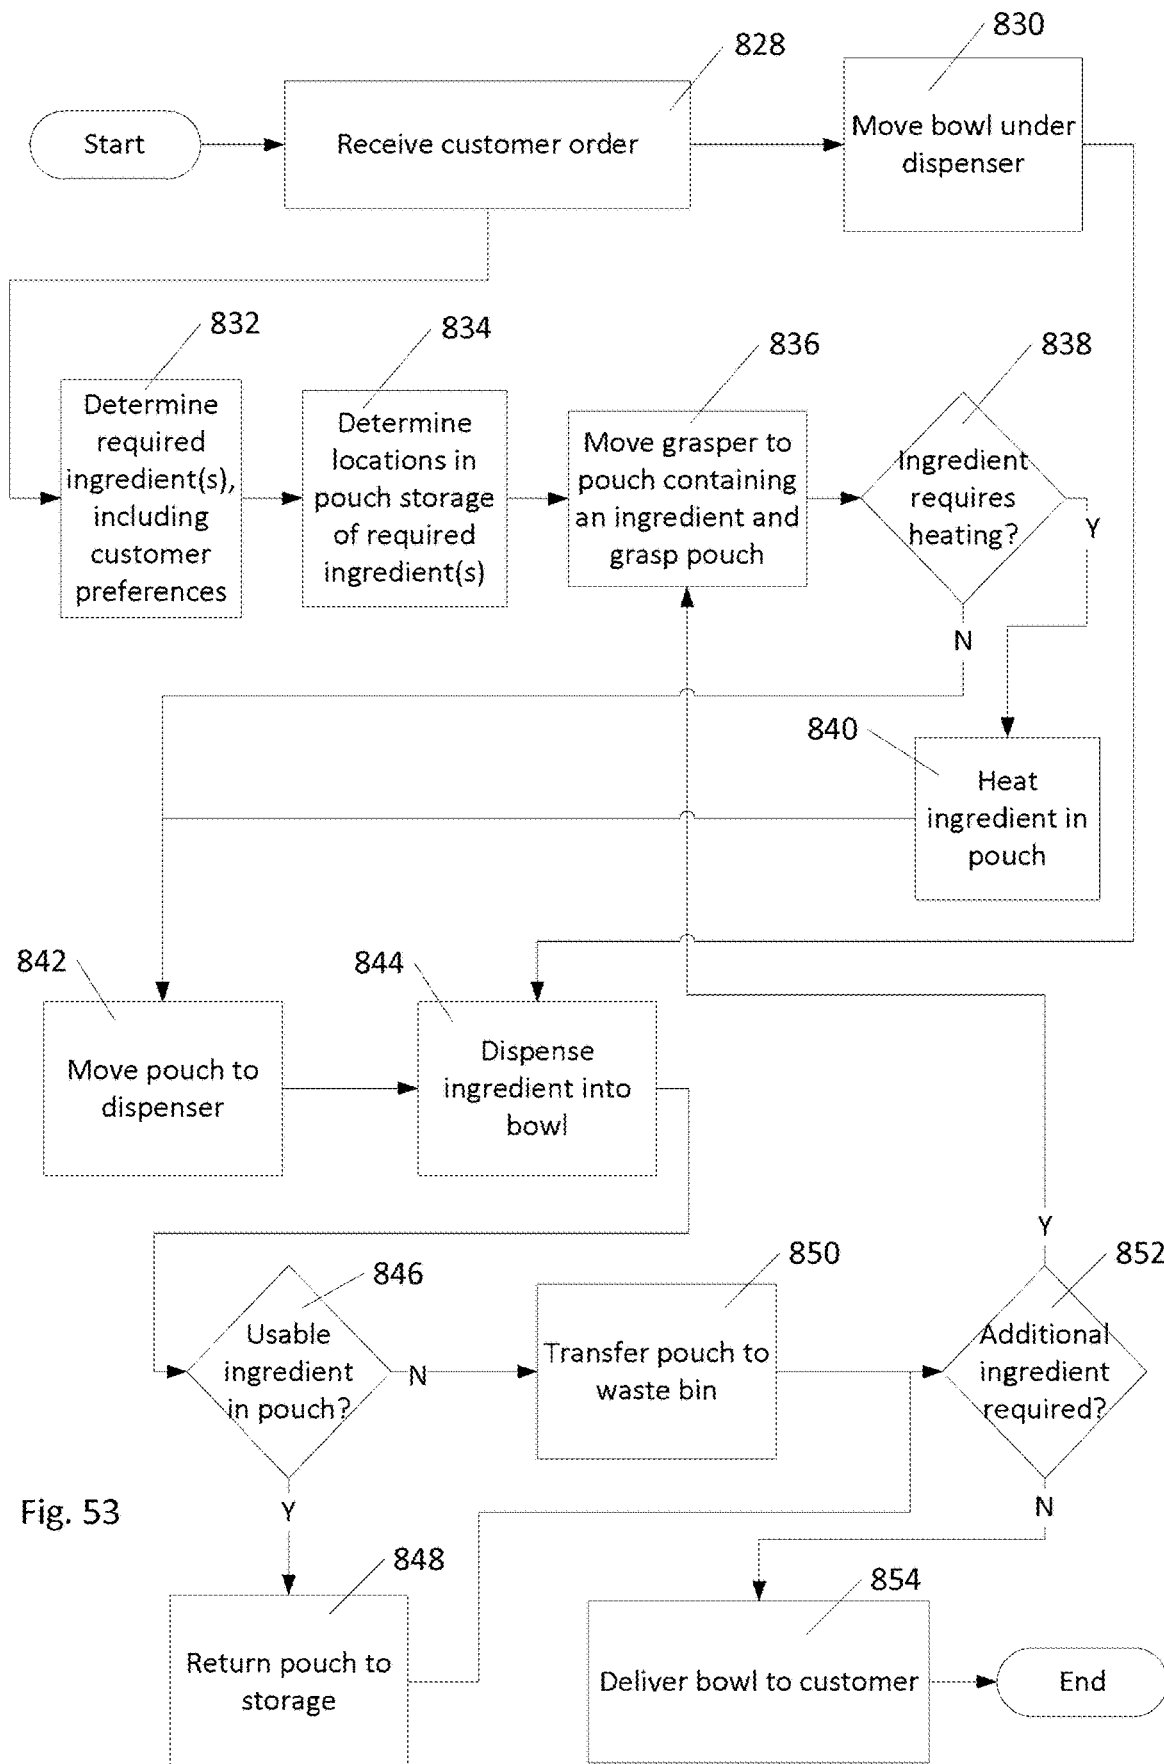 828
830
Start
Receive customer order
Move bowl under
dispenser
832
834
836
838
Determine
required
ingredient(s),
including
customer
preferences
Determine
locations in
pouch storage
of required
ingredient(s)
Move grasper to
pouch containing
an ingredient and
grasp pouch
Ingredient
requires
heating?
Y
N
840
Heat
ingredient in
pouch
842
844
Move pouch to
dispenser
Dispense
ingredient into
bowl
846
850
852
Y
Usable
ingredient
in pouch?
N
Transfer pouch to
waste bin
Additional
ingredient
required?
Y
N
Fig. 53
848
854
Return pouch to
storage
Deliver bowl to customer
End